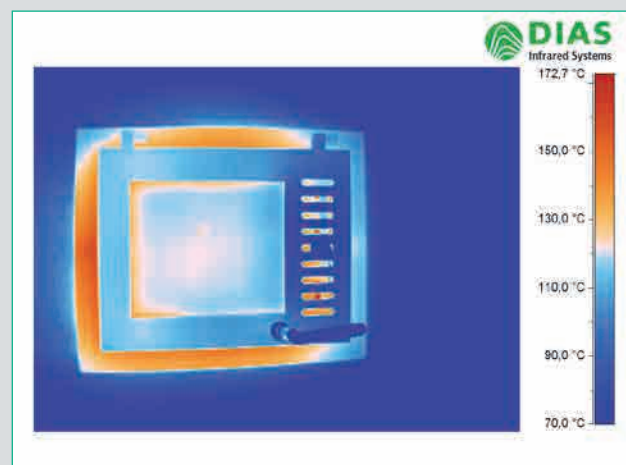 DIAS
Infrared Systems
172,7 °C
150,0 °C
130,0 °C
110,0 °C
90,0 °C
70,0 °C